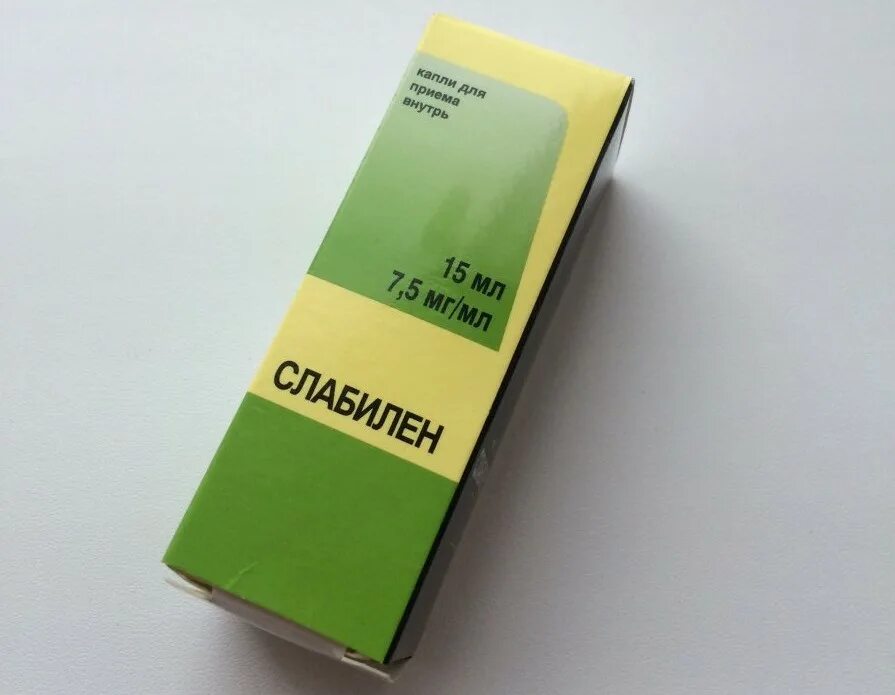 капли для
приема
внутрь
15 мл
7,5 мг/мл
СЛАБИЛЕН